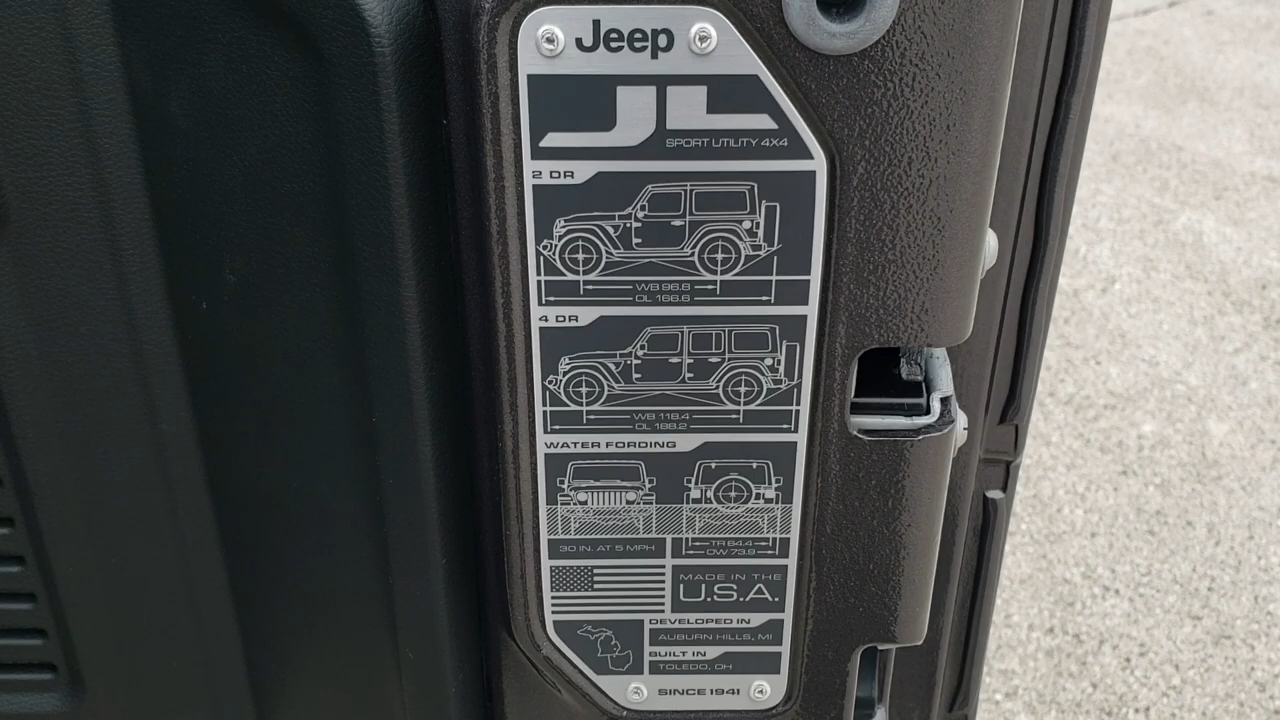 Jeep
JL
SPORT UTILITY 4X4
2 DR
WB 96.8
OL 166.6
4 DR
WB 118.4
OL 188.2
WATER FORDING
30 IN. AT 5 MPH
TR 64.4
OW 73.9
MADE IN THE
U.S.A.
DEVELOPED IN
AUBURN HILLS, MI
BUILT IN
TOLEDO, OH
SINCE 1941